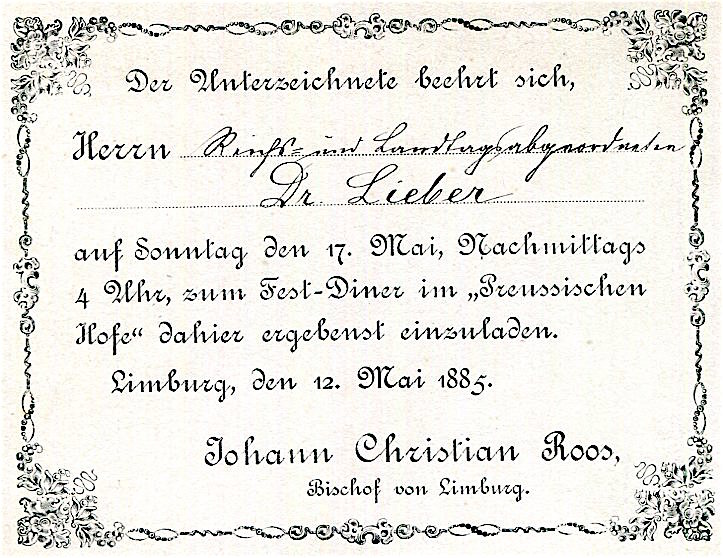 Der Unterzeichnete beehrt sich,
Herrn Reichs- und Landtagsabgeordneten
Dr. Lieber
auf Sonntag den 17. Mai, Nachmittags
4 Uhr, zum Fest-Diner im „Preussischen
Hofe“ dahier ergebenst einzuladen.
Limburg, den 12. Mai 1885.
Johann Christian Roos,
Bischof von Limburg.